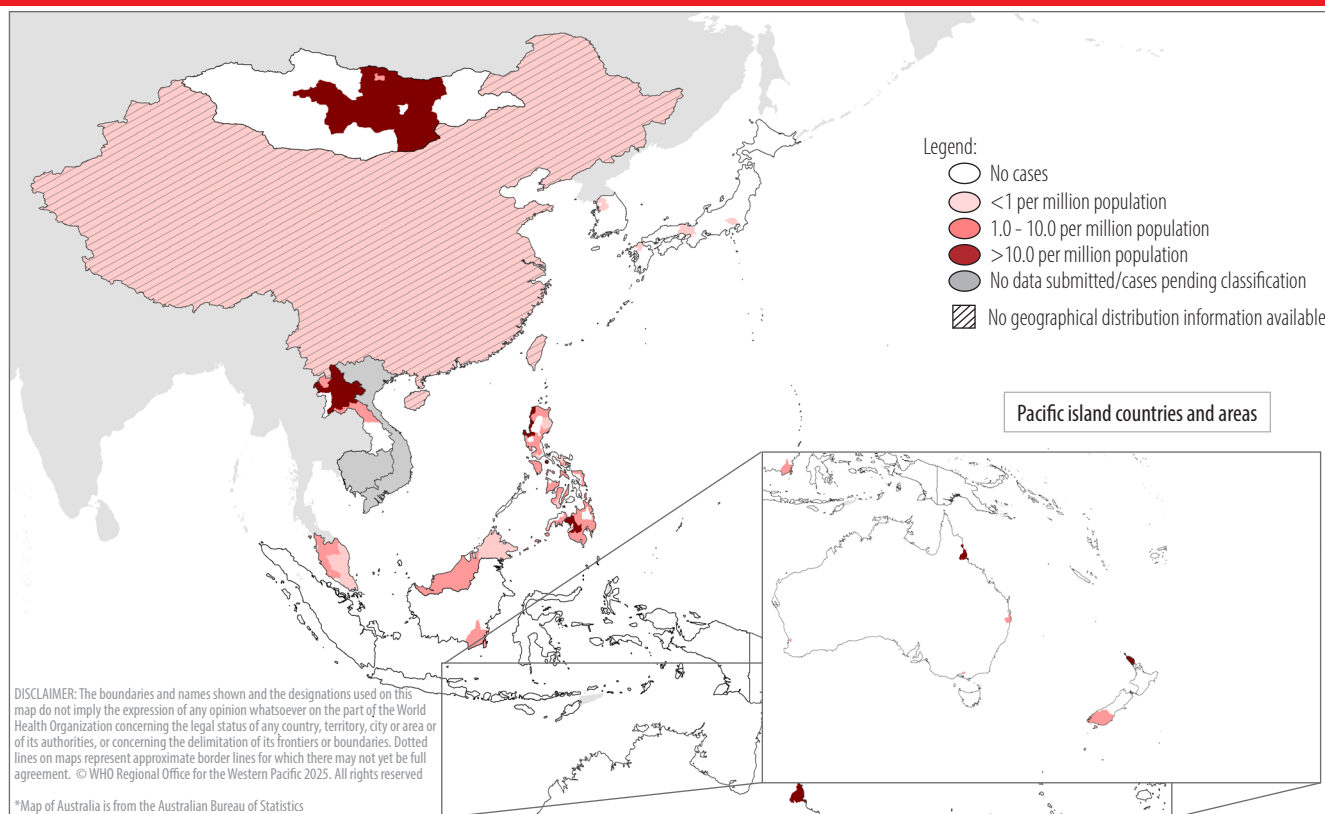 Legend:
No cases
<1 per million population
1.0 - 10.0 per million population
>10.0 per million population
No data submitted/cases pending classification
No geographical distribution information available
Pacific island countries and areas
DISCLAIMER: The boundaries and names shown and the designations used on this
map do not imply the expression of any opinion whatsoever on the part of the World
Health Organization concerning the legal status of any country, territory, city or area or
of its authorities, or concerning the delimitation of its frontiers or boundaries. Dotted
lines on maps represent approximate border lines for which there may not yet be full
agreement. © WHO Regional Office for the Western Pacific 2025. All rights reserved
*Map of Australia is from the Australian Bureau of Statistics